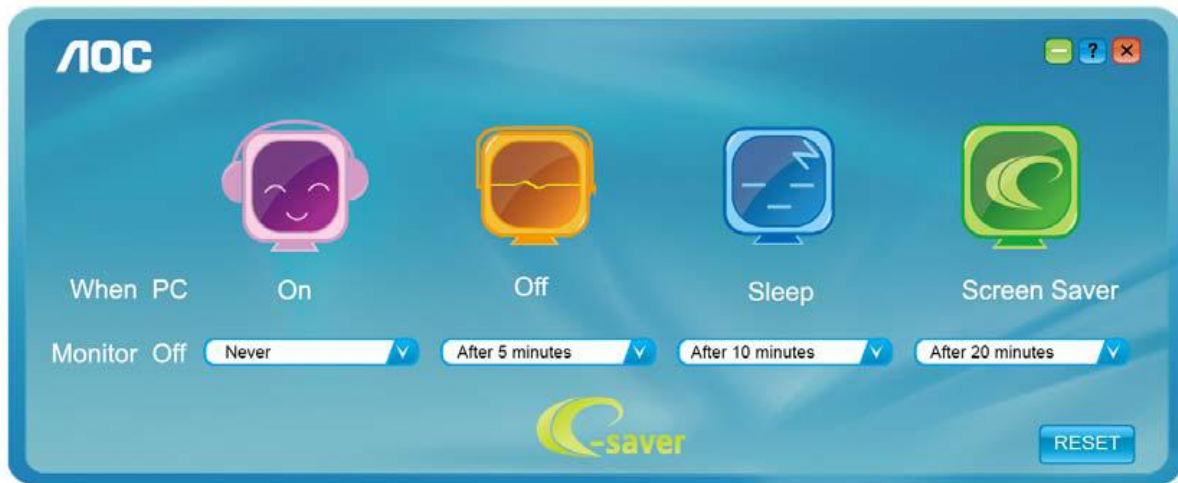 AOC
?
When PC On Off Sleep Screen Saver
Monitor Off Never After 5 minutes After 10 minutes After 20 minutes
e-saver
RESET